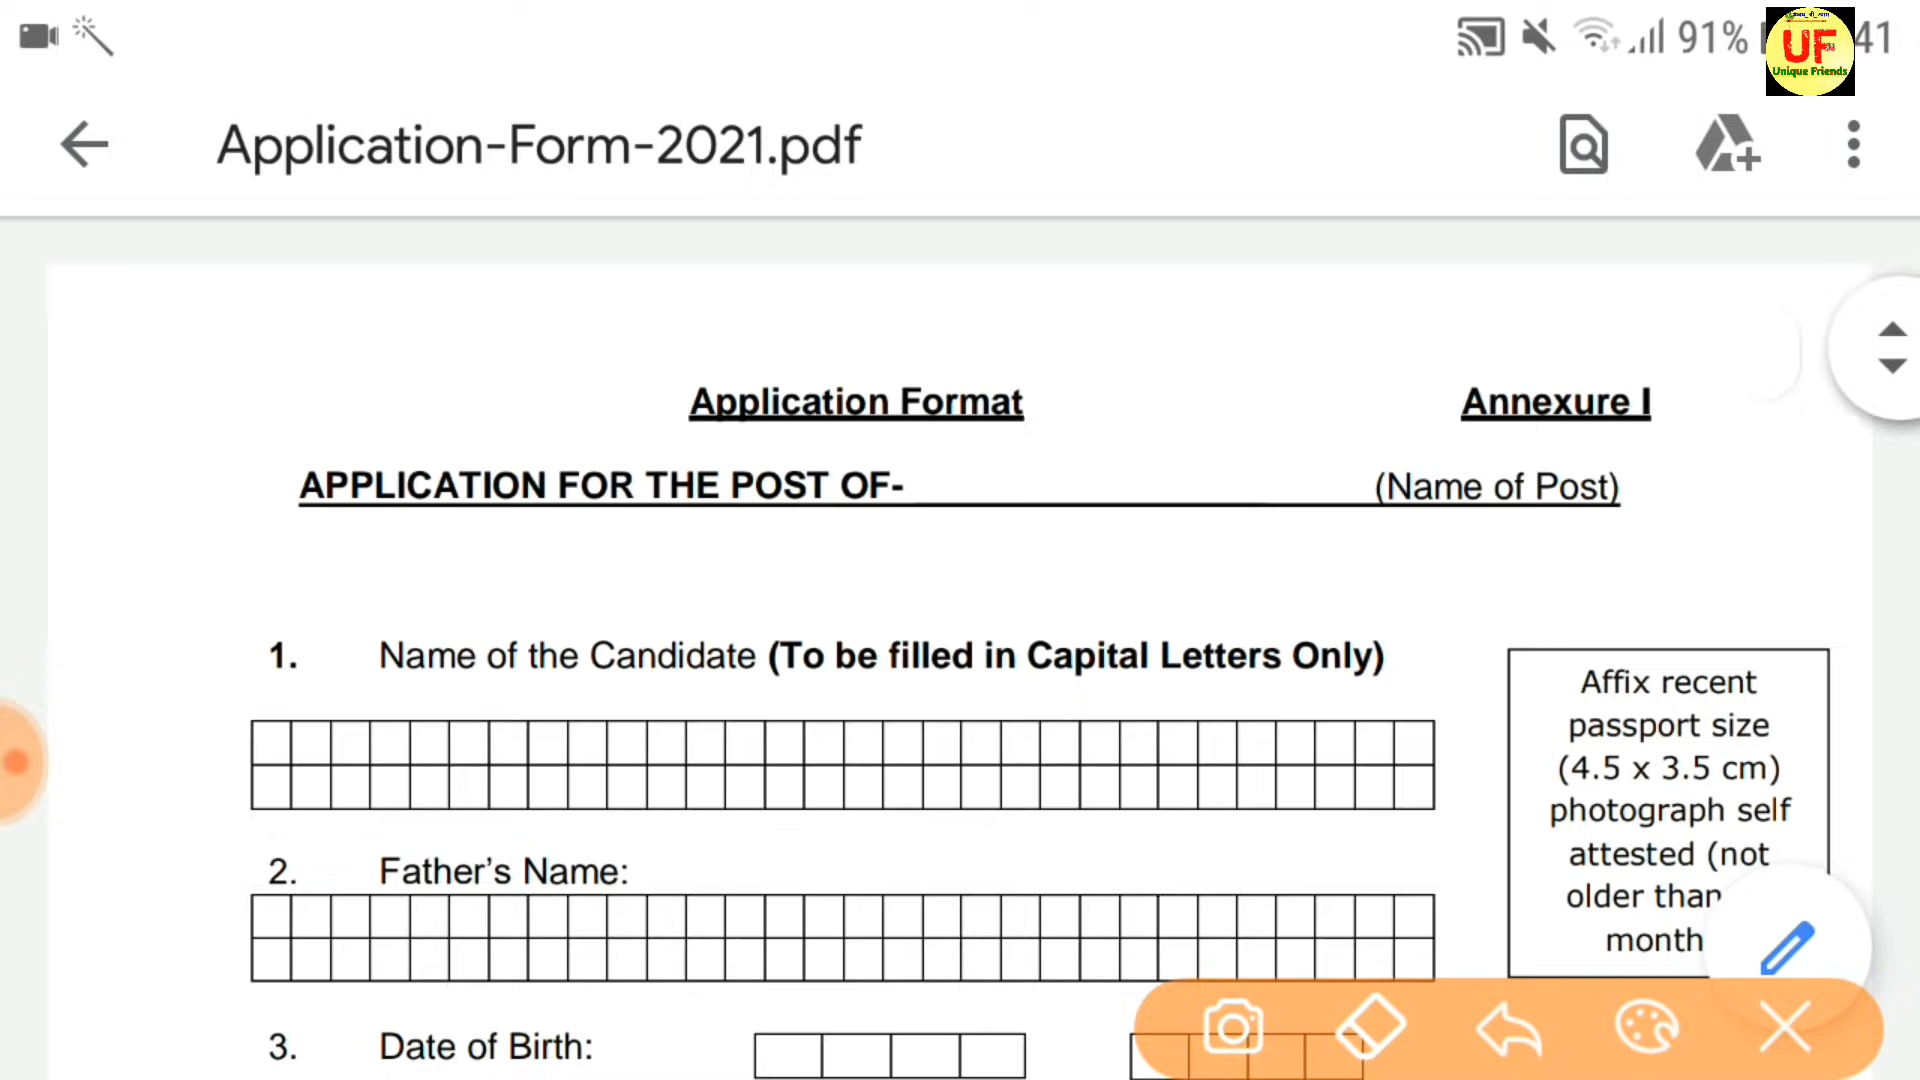 91%
41
UF
Unique Friends
Application-Form-2021.pdf
Application Format
Annexure I
APPLICATION FOR THE POST OF-
(Name of Post)
1. Name of the Candidate (To be filled in Capital Letters Only)
Affix recent
passport size
(4.5 x 3.5 cm)
photograph self
attested (not
older than
month
2. Father’s Name:
3. Date of Birth: